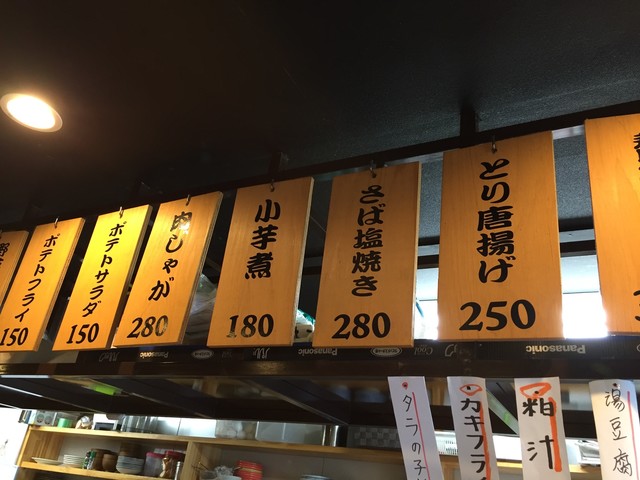 ポテトフライ
150
ポテトサラダ
150
肉じゃが
280
小芋煮
180
さば塩焼き
280
とり唐揚げ
250
Panasonic
Panasonic
タラの子
カキフライ
粕汁
湯豆腐